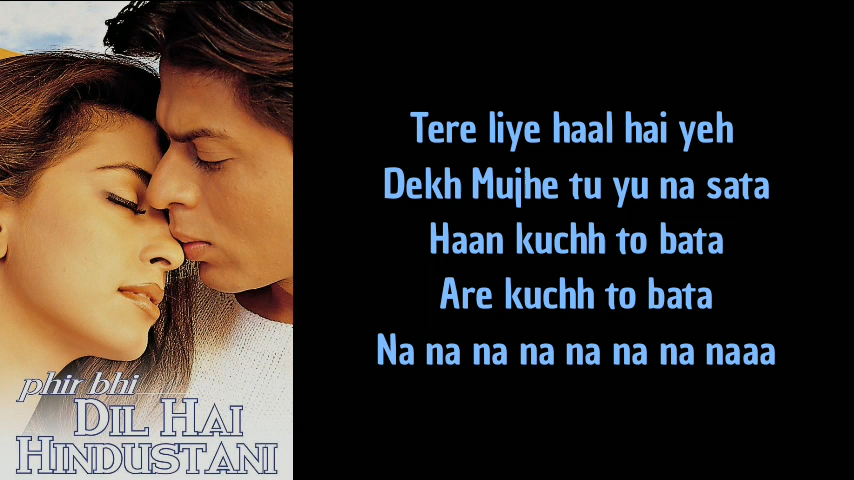 phir bhi
DIL HAI
HINDUSTANI
Tere liye haal hai yeh
Dekh Mujhe tu yu na sata
Haan kuchh to bata
Are kuchh to bata
Na na na na na na na naaa